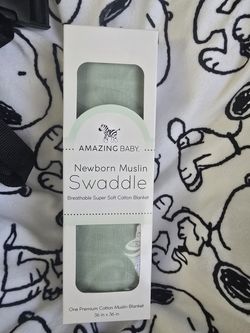 AMAZING BABY.
Newborn Muslin
Swaddle
Breathable Super Soft Cotton Blanket
One Premium Cotton Muslin Blanket
36 in x 36 in